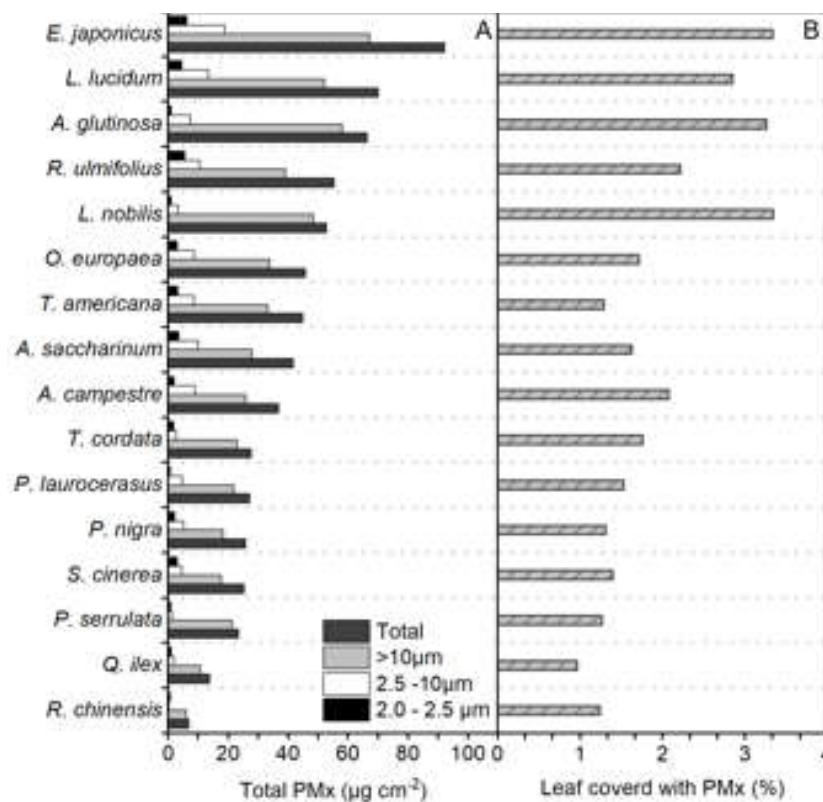 A
B
E. japonicus
L. lucidum
A. glutinosa
R. ulmifolius
L. nobilis
O. europaea
T. americana
A. saccharinum
A. campestre
T. cordata
P. laurocerasus
P. nigra
S. cinerea
P. serrulata
Q. ilex
R. chinensis
Total
>10μm
2.5 -10μm
2.0 - 2.5 μm
0 20 40 60 80 100 0 1 2 3 4
Total PMx (μg cm⁻²) Leaf coverd with PMx (%)